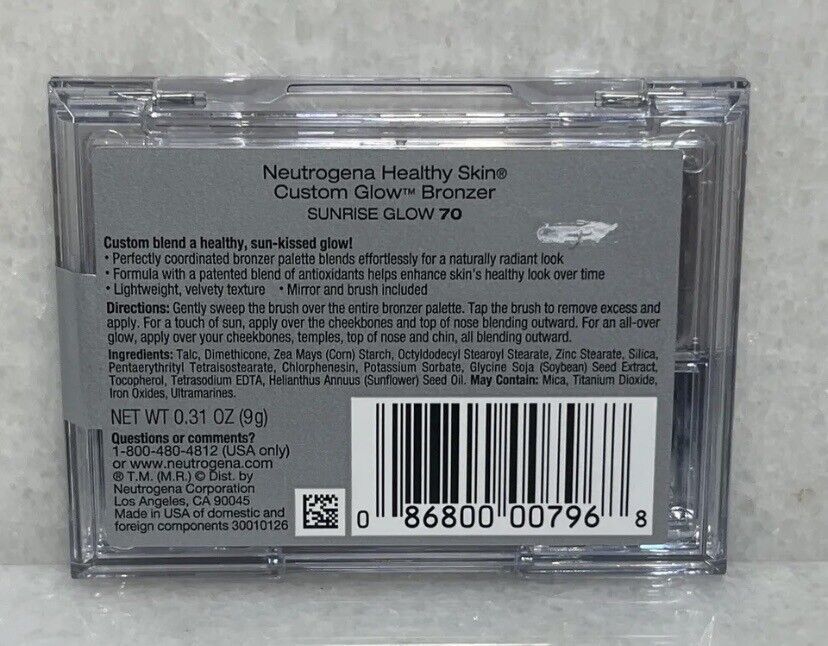 Neutrogena Healthy Skin®
Custom Glow™ Bronzer
SUNRISE GLOW 70
Custom blend a healthy, sun-kissed glow!
• Perfectly coordinated bronzer palette blends effortlessly for a naturally radiant look
• Formula with a patented blend of antioxidants helps enhance skin's healthy look over time
• Lightweight, velvety texture • Mirror and brush included
Directions: Gently sweep the brush over the entire bronzer palette. Tap the brush to remove excess and
apply. For a touch of sun, apply over the cheekbones and top of nose blending outward. For an all-over
glow, apply over your cheekbones, temples, top of nose and chin, all blending outward.
Ingredients: Talc, Dimethicone, Zea Mays (Corn) Starch, Octyldodecyl Stearoyl Stearate, Zinc Stearate, Silica,
Pentaerythrityl Tetraisostearate, Chlorphenesin, Potassium Sorbate, Glycine Soja (Soybean) Seed Extract,
Tocopherol, Tetrasodium EDTA, Helianthus Annuus (Sunflower) Seed Oil. May Contain: Mica, Titanium Dioxide,
Iron Oxides, Ultramarines.
NET WT 0.31 OZ (9g)
Questions or comments?
1-800-480-4812 (USA only)
or www.neutrogena.com
® T.M. (M.R.) © Dist. by
Neutrogena Corporation
Los Angeles, CA 90045
Made in USA of domestic and
foreign components 30010126
0 86800 00796 8